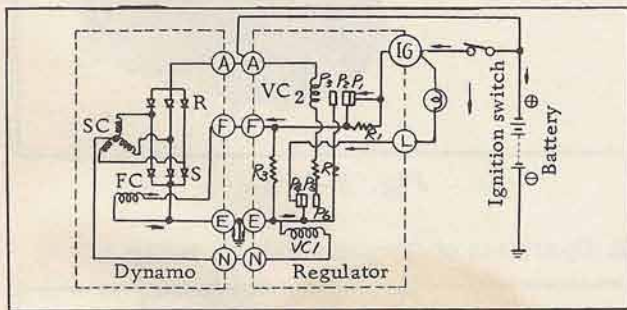 A A
IG
P3 P2 P1
VC2
R
SC
F F
R1
L
FC
S
R3
P4 P5
R2
P6
E E
VC1
N N
Dynamo
Regulator
Ignition switch
Battery
⊕
⊖